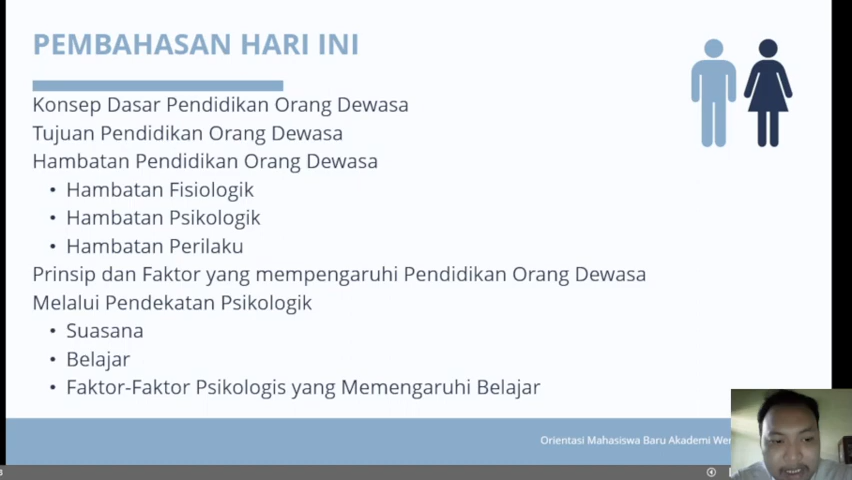 PEMBAHASAN HARI INI
Konsep Dasar Pendidikan Orang Dewasa
Tujuan Pendidikan Orang Dewasa
Hambatan Pendidikan Orang Dewasa
• Hambatan Fisiologik
• Hambatan Psikologik
• Hambatan Perilaku
Prinsip dan Faktor yang mempengaruhi Pendidikan Orang Dewasa
Melalui Pendekatan Psikologik
• Suasana
• Belajar
• Faktor-Faktor Psikologis yang Memengaruhi Belajar
Orientasi Mahasiswa Baru Akademi